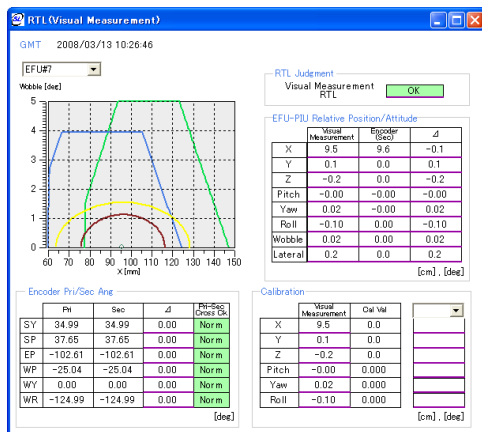 RTL(Visual Measurement)
GMT 2008/03/13 10:26:46
EFU#7
Wobble [deg]
5
4
3
2
1
0
60 70 80 90 100 110 120 130 140 150
X [mm]
RTL Judgment
Visual Measurement RTL OK
EFU-PIU Relative Position/Attitude
Visual Measurement Encoder (Sec) ⊿
X 9.5 9.6 -0.1
Y 0.1 0.0 0.1
Z -0.2 0.0 -0.2
Pitch -0.00 -0.00 -0.00
Yaw 0.02 -0.00 0.02
Roll -0.10 0.00 -0.10
Wobble 0.02 0.00 0.02
Lateral 0.2 0.0 0.2
[cm] , [deg]
Encoder Pri/Sec Ang
Pri Sec ⊿ Pri-Sec Cross Ck
SY 34.99 34.99 0.00 Norm
SP 37.65 37.65 0.00 Norm
EP -102.61 -102.61 0.00 Norm
WP -25.04 -25.04 0.00 Norm
WY 0.00 0.00 0.00 Norm
WR -124.99 -124.99 0.00 Norm
[deg]
Calibration
Visual Measurement Cal Val
X 9.5 0.0
Y 0.1 0.0
Z -0.2 0.0
Pitch -0.00 0.000
Yaw 0.02 0.000
Roll -0.10 0.000
[cm] , [deg]